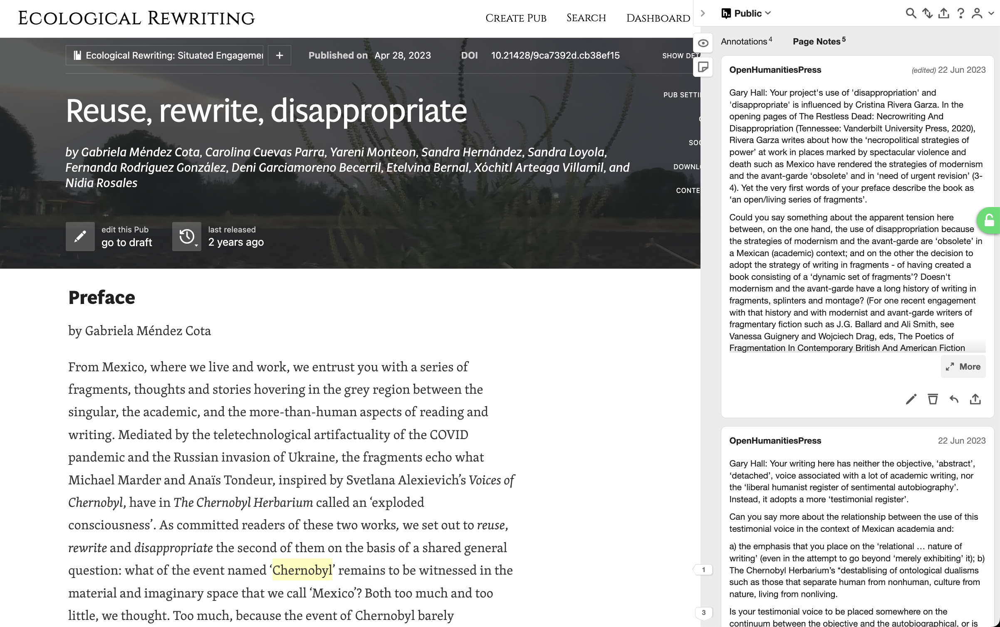 ECOLOGICAL REWRITING
CREATE PUB SEARCH DASHBOARD
Ecological Rewriting: Situated Engagemen
+
Published on Apr 28, 2023
DOI 10.21428/9ca7392d.cb38ef15
SHOW DET
PUB SETTI
SOC
DOWNL
CONTE
Reuse, rewrite, disappropriate
by Gabriela Méndez Cota, Carolina Cuevas Parra, Yareni Monteon, Sandra Hernández, Sandra Loyola,
Fernanda Rodríguez González, Deni Garciamoreno Becerril, Etelvina Bernal, Xóchitl Arteaga Villamil, and
Nidia Rosales
edit this Pub
go to draft
last released
2 years ago
Preface
by Gabriela Méndez Cota
From Mexico, where we live and work, we entrust you with a series of
fragments, thoughts and stories hovering in the grey region between the
singular, the academic, and the more-than-human aspects of reading and
writing. Mediated by the teletechnological artifactuality of the COVID
pandemic and the Russian invasion of Ukraine, the fragments echo what
Michael Marder and Anaïs Tondeur, inspired by Svetlana Alexievich’s Voices of
Chernobyl, have in The Chernobyl Herbarium called an ‘exploded
consciousness’. As committed readers of these two works, we set out to reuse,
rewrite and disappropriate the second of them on the basis of a shared general
question: what of the event named ‘Chernobyl’ remains to be witnessed in the
material and imaginary space that we call ‘Mexico’? Both too much and too
little, we thought. Too much, because the event of Chernobyl barely
1
3
h. Public
Annotations 4
Page Notes 5
OpenHumanitiesPress
(edited) 22 Jun 2023
Gary Hall: Your project's use of 'disappropriation' and
'disappropriate' is influenced by Cristina Rivera Garza. In the
opening pages of The Restless Dead: Necrowriting And
Disappropriation (Tennessee: Vanderbilt University Press, 2020),
Rivera Garza writes about how the ‘necropolitical strategies of
power’ at work in places marked by spectacular violence and
death such as Mexico have rendered the strategies of modernism
and the avant-garde ‘obsolete’ and in ‘need of urgent revision’ (3-
4). Yet the very first words of your preface describe the book as
‘an open/living series of fragments’.
Could you say something about the apparent tension here
between, on the one hand, the use of disappropriation because
the strategies of modernism and the avant-garde are ‘obsolete’ in
a Mexican (academic) context; and on the other the decision to
adopt the strategy of writing in fragments - of having created a
book consisting of a ‘dynamic set of fragments’? Doesn't
modernism and the avant-garde have a long history of writing in
fragments, splinters and montage? (For one recent engagement
with that history and with modernist and avant-garde writers of
fragmentary fiction such as J.G. Ballard and Ali Smith, see
Vanessa Guignery and Wojciech Drag, eds, The Poetics of
Fragmentation In Contemporary British And American Fiction
More
OpenHumanitiesPress
22 Jun 2023
Gary Hall: Your writing here has neither the objective, ‘abstract’,
‘detached’, voice associated with a lot of academic writing, nor
the ‘liberal humanist register of sentimental autobiography’.
Instead, it adopts a more ‘testimonial register’.
Can you say more about the relationship between the use of this
testimonial voice in the context of Mexican academia and:
a) the emphasis that you place on the ‘relational … nature of
writing’ (even in the attempt to go beyond ‘merely exhibiting’ it); b)
The Chernobyl Herbarium’s *destablising of ontological dualisms
such as those that separate human from nonhuman, culture from
nature, living from nonliving.
Is your testimonial voice to be placed somewhere on the
continuum between the objective and the autobiographical, or is